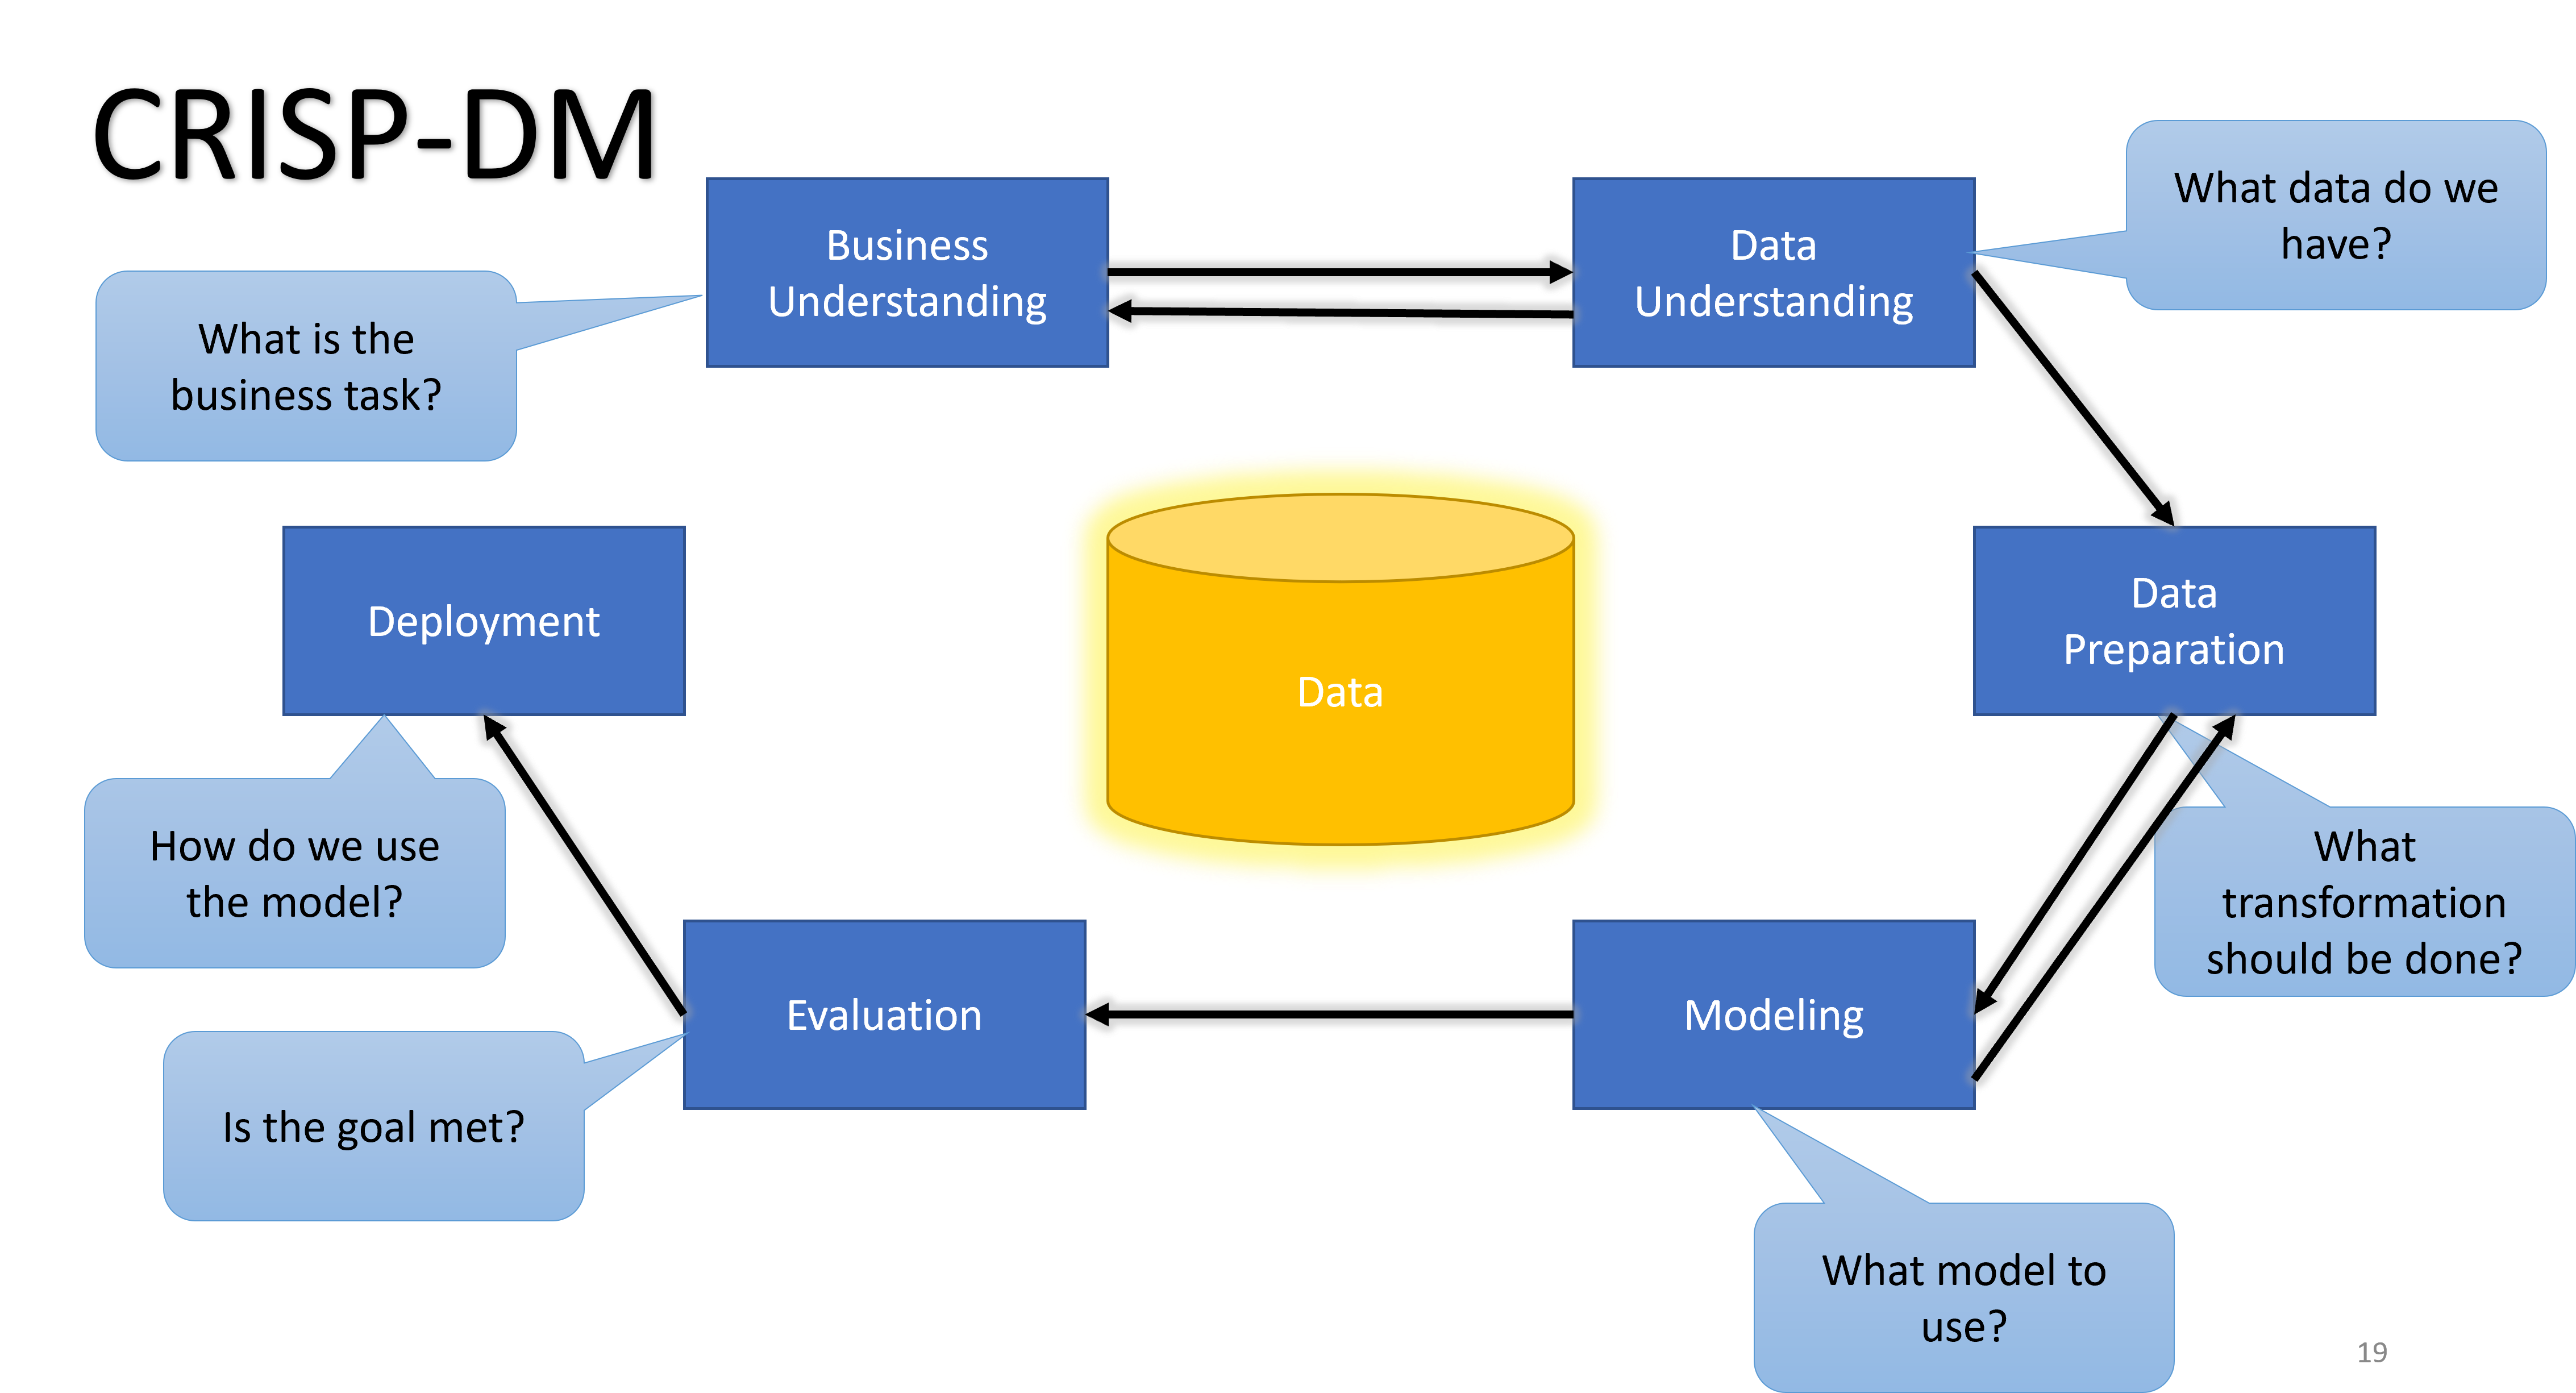 CRISP-DM
Business
Understanding
Data
Understanding
What data do we
have?
What is the
business task?
Deployment
Data
Data
Preparation
How do we use
the model?
What
transformation
should be done?
Evaluation
Modeling
Is the goal met?
What model to
use?
19